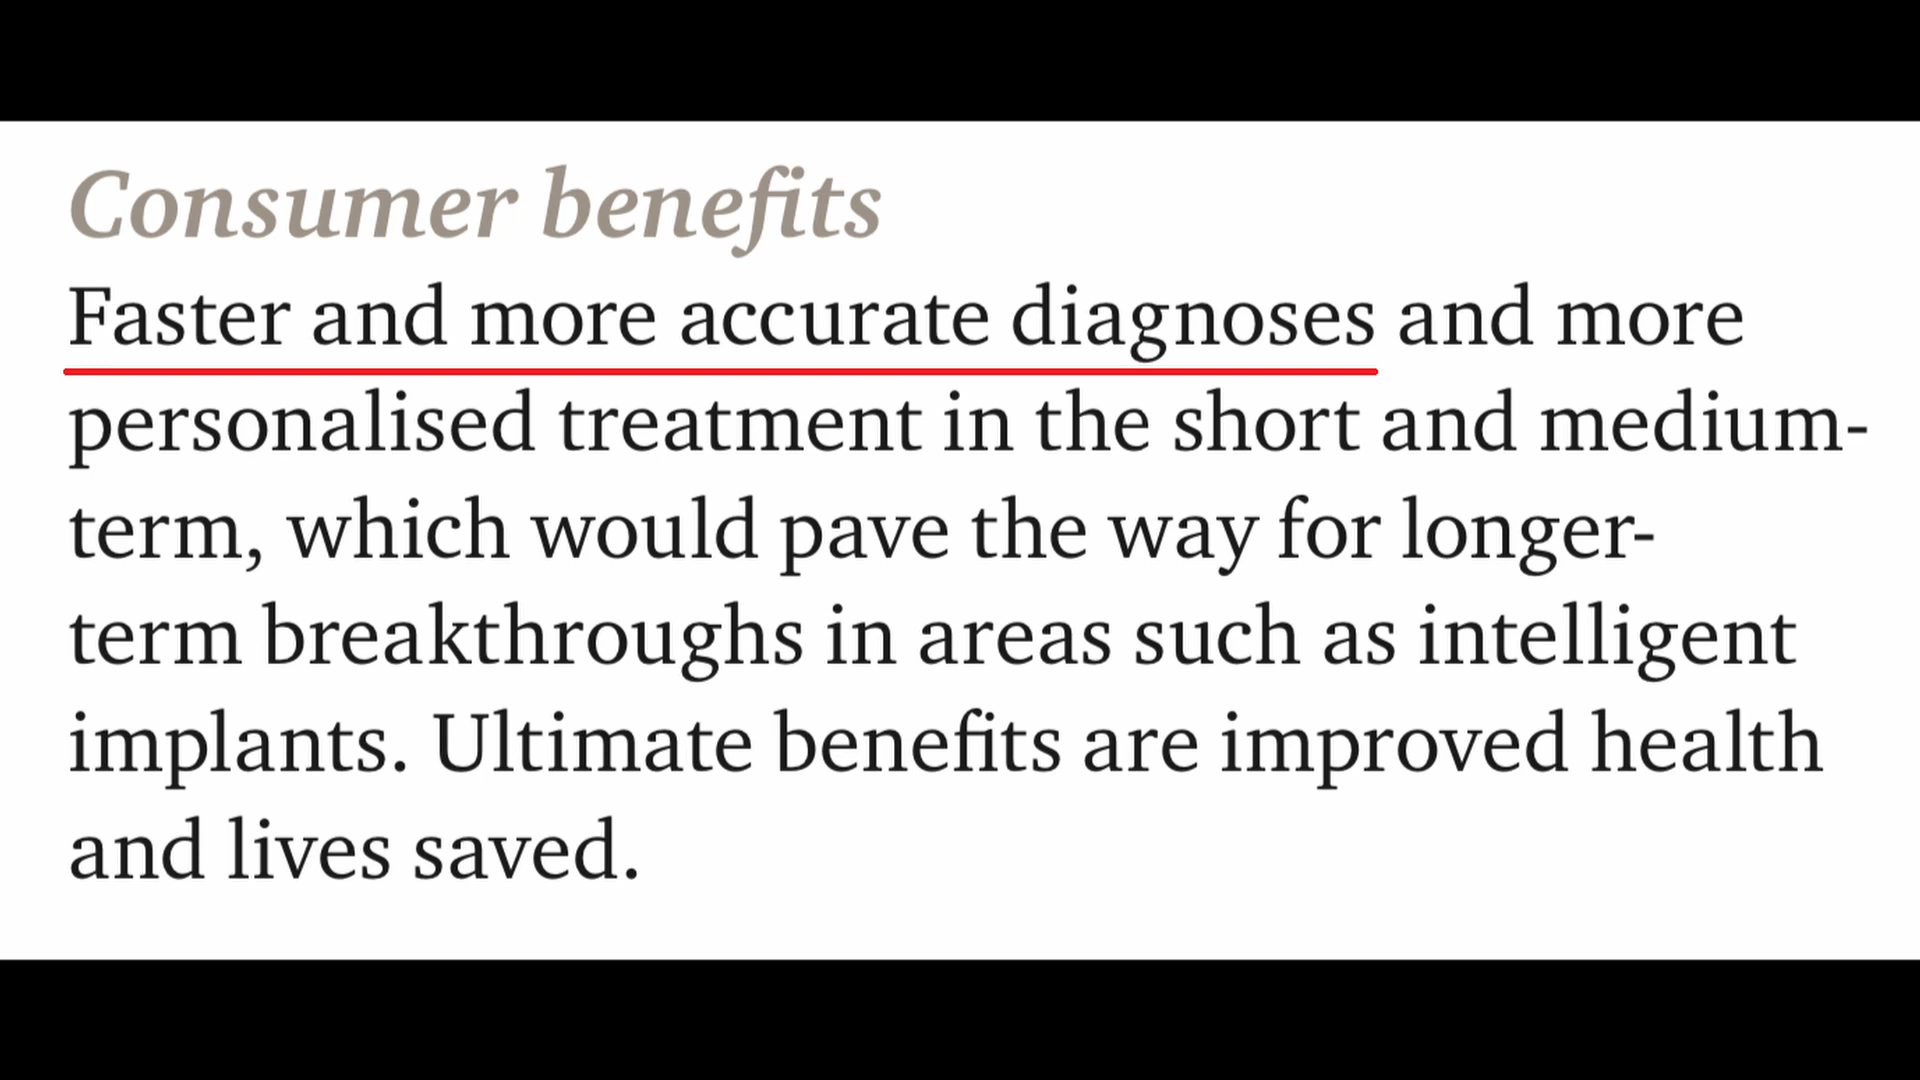 Consumer benefits
Faster and more accurate diagnoses and more
personalised treatment in the short and medium-
term, which would pave the way for longer-
term breakthroughs in areas such as intelligent
implants. Ultimate benefits are improved health
and lives saved.